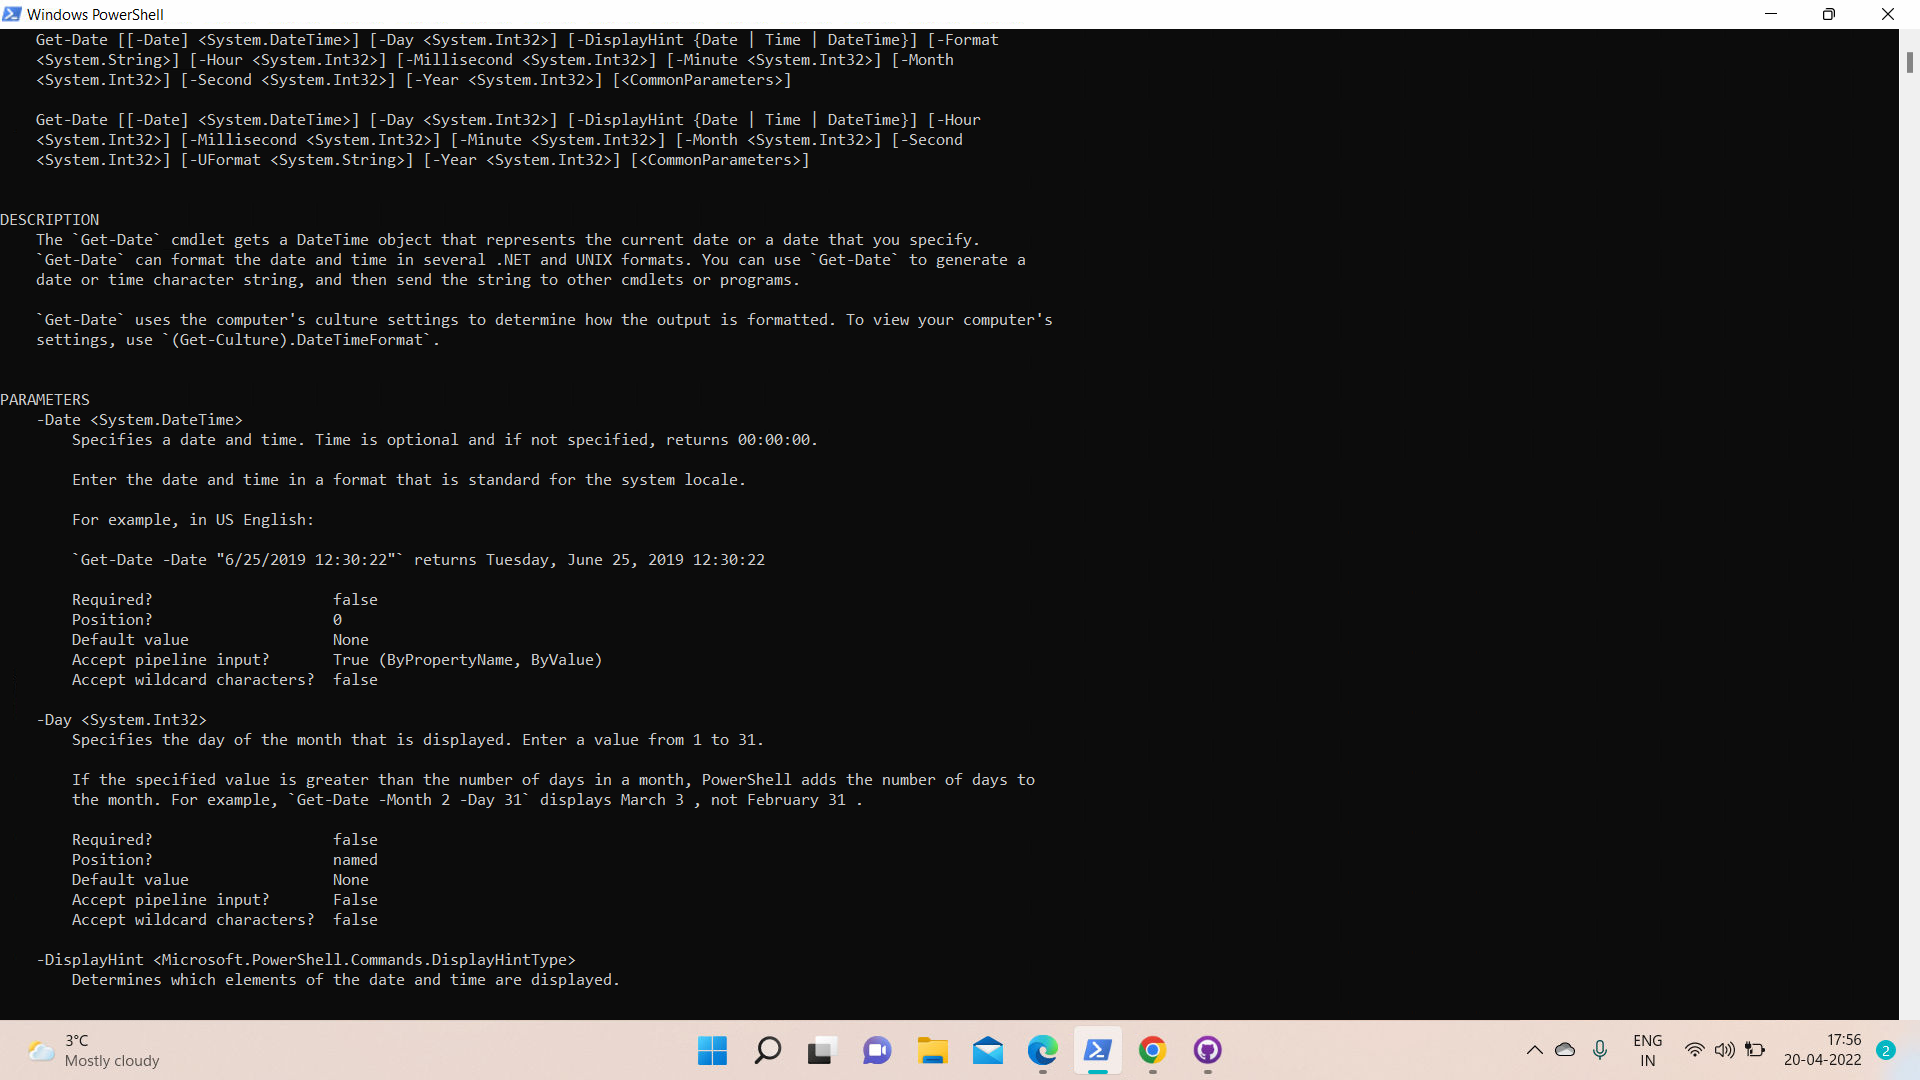 Windows PowerShell
Get-Date [[-Date] <System.DateTime>] [-Day <System.Int32>] [-DisplayHint {Date | Time | DateTime}] [-Format
<System.String>] [-Hour <System.Int32>] [-Millisecond <System.Int32>] [-Minute <System.Int32>] [-Month
<System.Int32>] [-Second <System.Int32>] [-Year <System.Int32>] [<CommonParameters>]
Get-Date [[-Date] <System.DateTime>] [-Day <System.Int32>] [-DisplayHint {Date | Time | DateTime}] [-Hour
<System.Int32>] [-Millisecond <System.Int32>] [-Minute <System.Int32>] [-Month <System.Int32>] [-Second
<System.Int32>] [-UFormat <System.String>] [-Year <System.Int32>] [<CommonParameters>]
DESCRIPTION
The `Get-Date` cmdlet gets a DateTime object that represents the current date or a date that you specify.
`Get-Date` can format the date and time in several .NET and UNIX formats. You can use `Get-Date` to generate a
date or time character string, and then send the string to other cmdlets or programs.
`Get-Date` uses the computer's culture settings to determine how the output is formatted. To view your computer's
settings, use `(Get-Culture).DateTimeFormat`.
PARAMETERS
-Date <System.DateTime>
Specifies a date and time. Time is optional and if not specified, returns 00:00:00.
Enter the date and time in a format that is standard for the system locale.
For example, in US English:
`Get-Date -Date "6/25/2019 12:30:22"` returns Tuesday, June 25, 2019 12:30:22
Required? false
Position? 0
Default value None
Accept pipeline input? True (ByPropertyName, ByValue)
Accept wildcard characters? false
-Day <System.Int32>
Specifies the day of the month that is displayed. Enter a value from 1 to 31.
If the specified value is greater than the number of days in a month, PowerShell adds the number of days to
the month. For example, `Get-Date -Month 2 -Day 31` displays March 3 , not February 31 .
Required? false
Position? named
Default value None
Accept pipeline input? False
Accept wildcard characters? false
-DisplayHint <Microsoft.PowerShell.Commands.DisplayHintType>
Determines which elements of the date and time are displayed.
3°C
Mostly cloudy
ENG
IN
17:56
20-04-2022
2